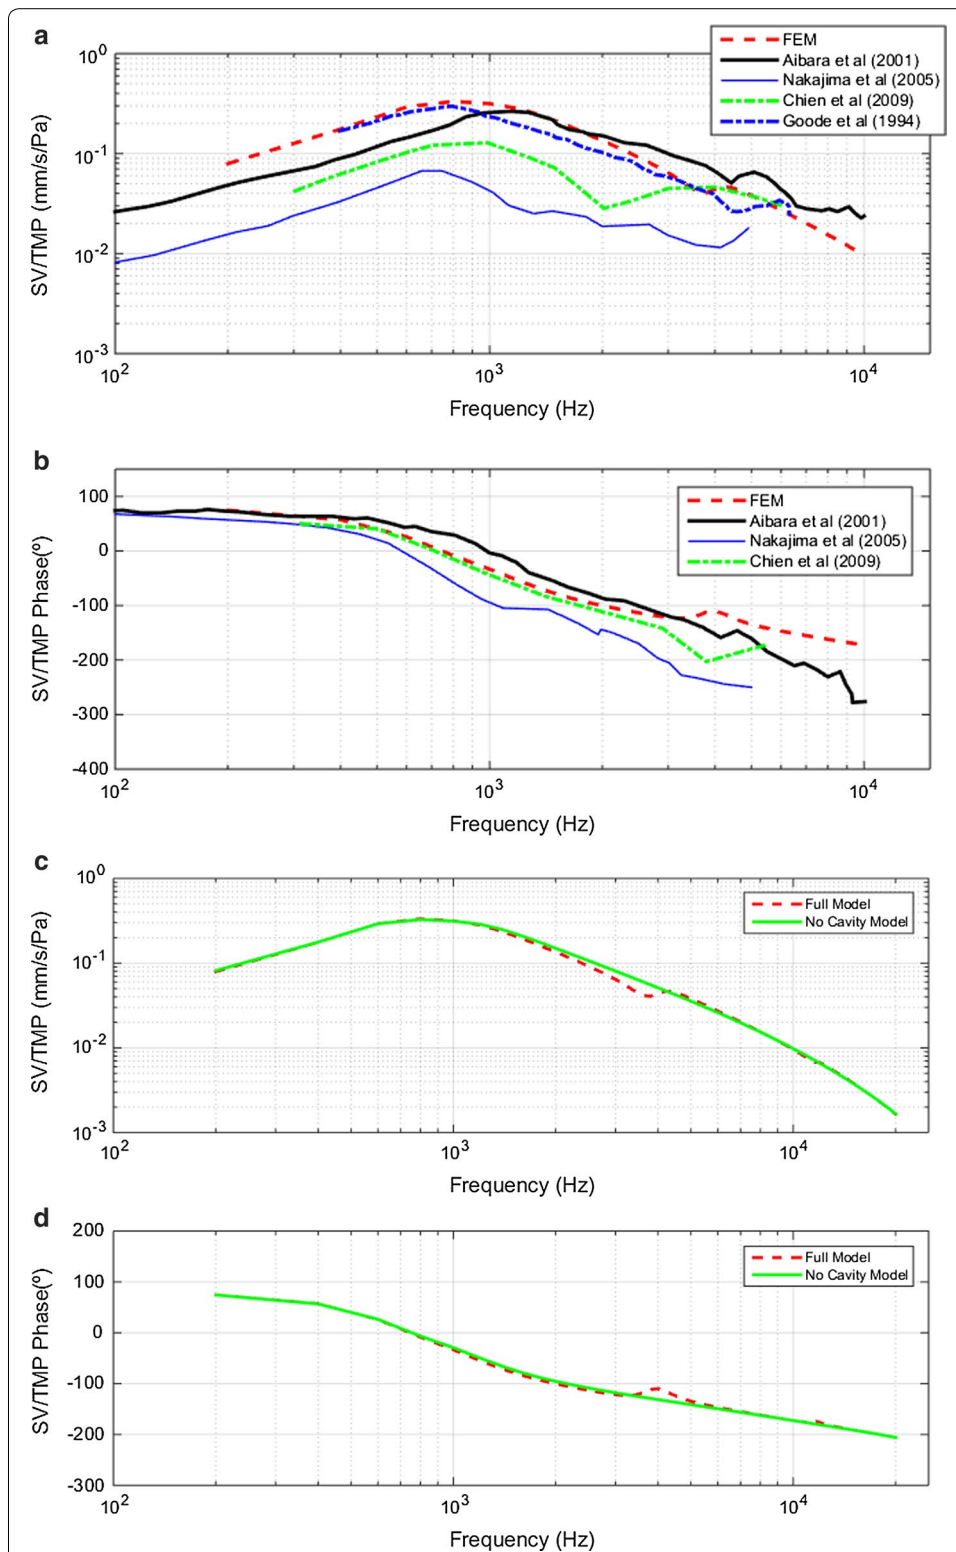 a
10^0
10^-1
10^-2
10^-3
SV/TMP (mm/s/Pa)
FEM
Aibara et al (2001)
Nakajima et al (2005)
Chien et al (2009)
Goode et al (1994)
10^2
10^3
10^4
Frequency (Hz)
b
100
0
-100
-200
-300
-400
SV/TMP Phase(º)
FEM
Aibara et al (2001)
Nakajima et al (2005)
Chien et al (2009)
10^2
10^3
10^4
Frequency (Hz)
c
10^0
10^-1
10^-2
10^-3
SV/TMP (mm/s/Pa)
Full Model
No Cavity Model
10^2
10^3
10^4
Frequency (Hz)
d
200
100
0
-100
-200
-300
SV/TMP Phase(º)
Full Model
No Cavity Model
10^2
10^3
10^4
Frequency (Hz)